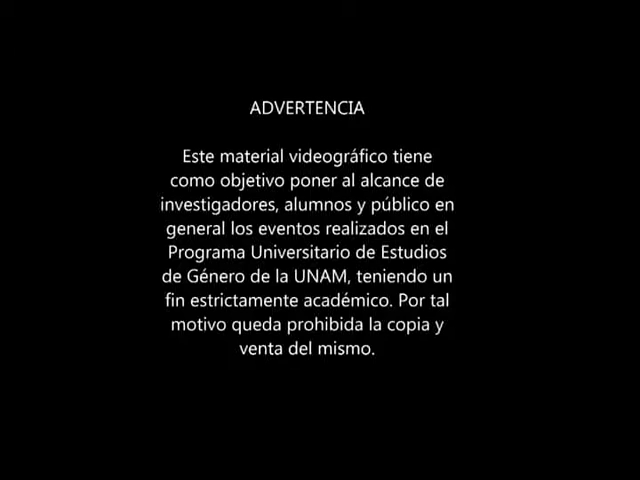 ADVERTENCIA
Este material videográfico tiene
como objetivo poner al alcance de
investigadores, alumnos y público en
general los eventos realizados en el
Programa Universitario de Estudios
de Género de la UNAM, teniendo un
fin estrictamente académico. Por tal
motivo queda prohibida la copia y
venta del mismo.